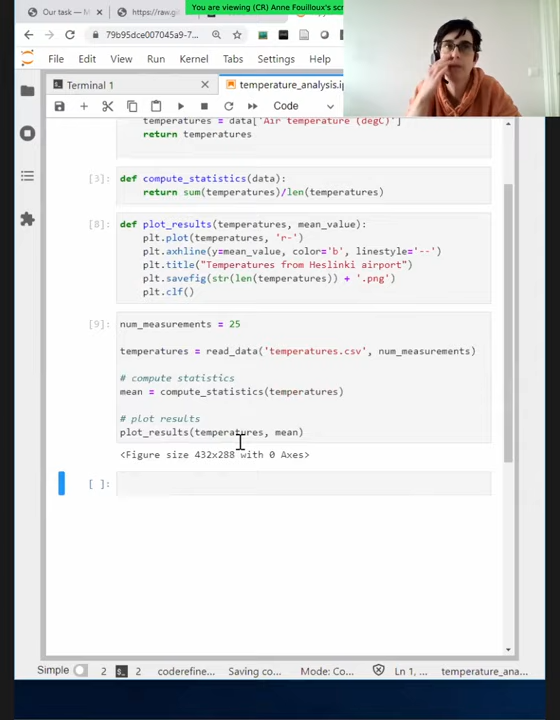 You are viewing (CR) Anne Fouilloux's scr
Our task — M
https://raw.gi
79b95dce007045a9-
File
Edit
View
Run
Kernel
Tabs
Settings
Help
Terminal 1
temperature_analysis.ip
Code
temperatures = data['Air temperature (degC)']
return temperatures
[3]:
def compute_statistics(data):
return sum(temperatures)/len(temperatures)
[8]:
def plot_results(temperatures, mean_value):
plt.plot(temperatures, 'r-')
plt.axhline(y=mean_value, color='b', linestyle='--')
plt.title("Temperatures from Heslinki airport")
plt.savefig(str(len(temperatures)) + '.png')
plt.clf()
[9]:
num_measurements = 25
temperatures = read_data('temperatures.csv', num_measurements)
# compute statistics
mean = compute_statistics(temperatures)
# plot results
plot_results(temperatures, mean)
<Figure size 432x288 with 0 Axes>
[ ]:
Simple
2
2
coderefine...
Saving co...
Mode: Co...
Ln 1, ...
temperature_ana...